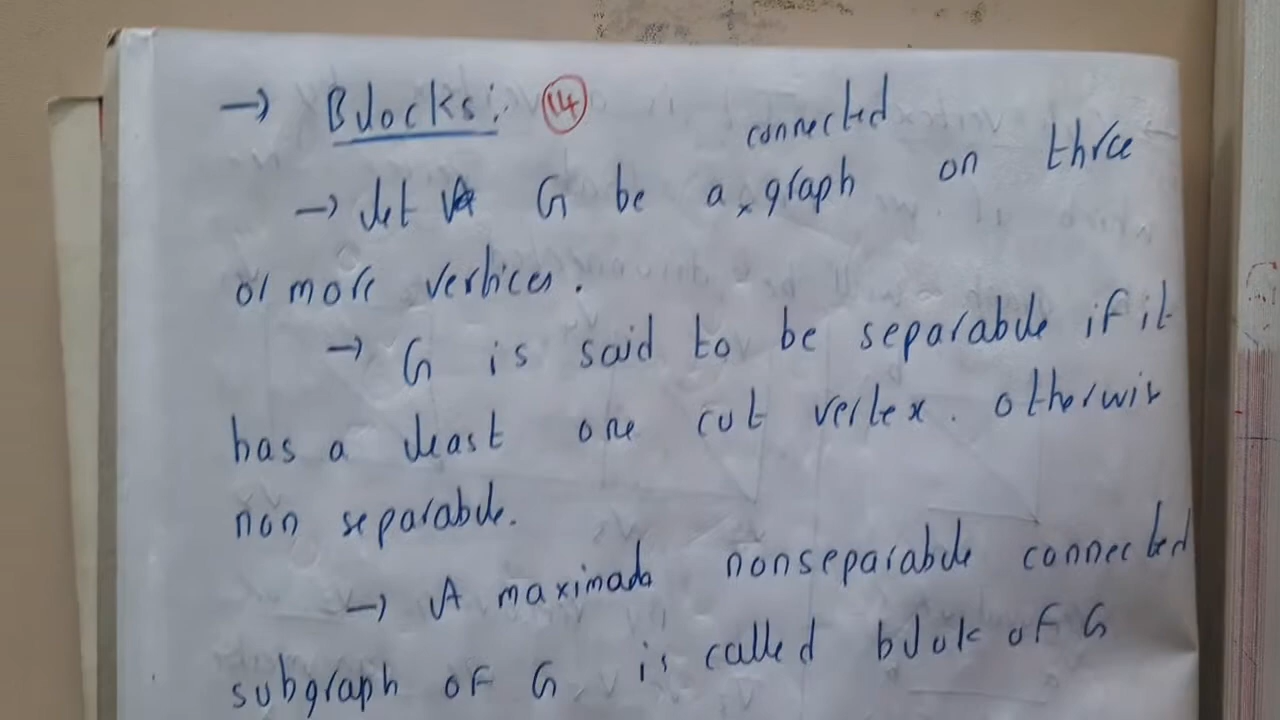 → Blocks: 14
→ Let G be a connected graph on three
or more vertices.
→ G is said to be separable if it
has a least one cut vertex. otherwise
non separable.
→ A maximal nonseparable connected
subgraph of G is called block of G